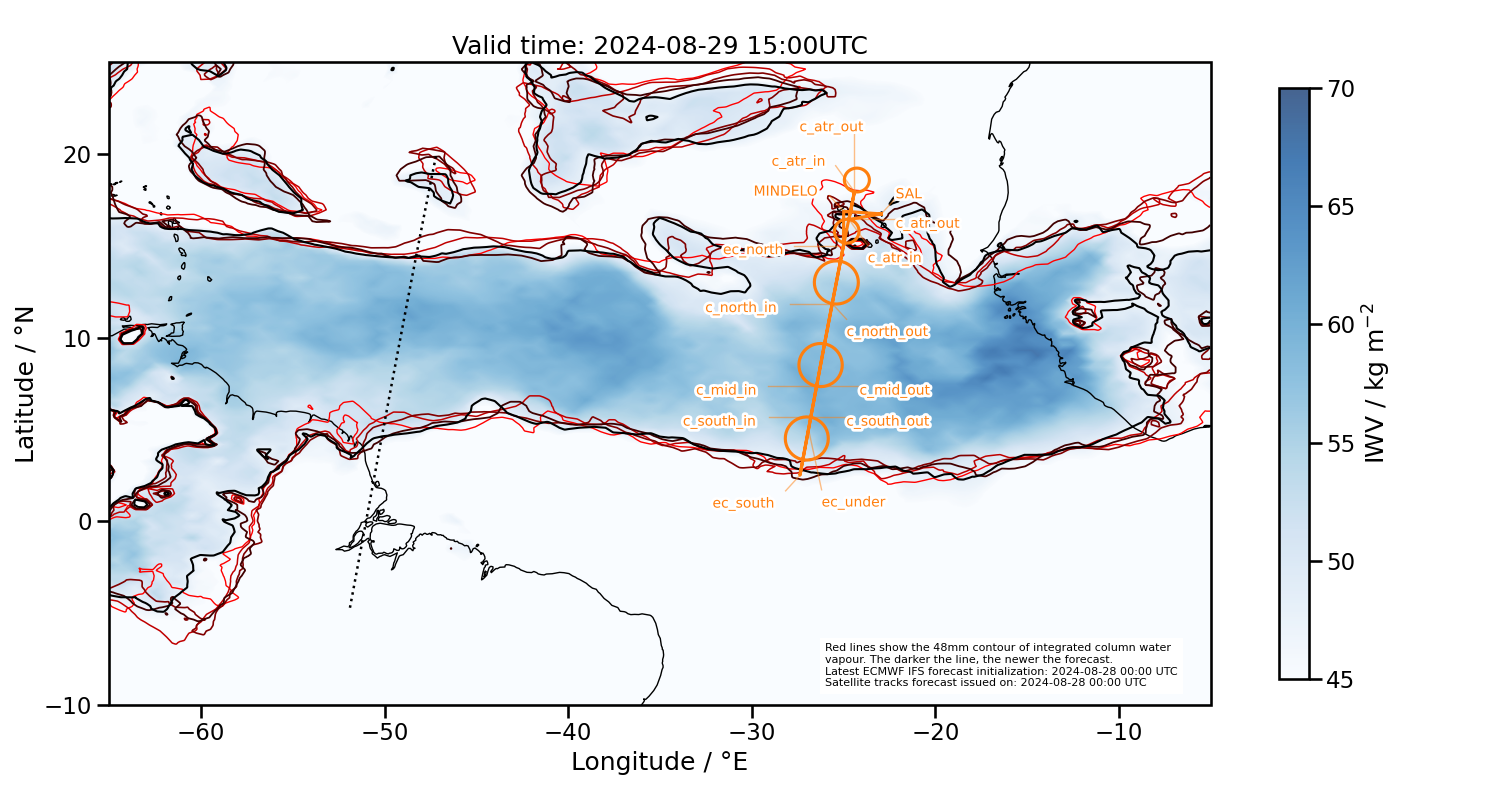 Valid time: 2024-08-29 15:00UTC
Latitude / °N
20
10
0
−10
c_atr_out
c_atr_in
MINDELO
SAL
c_atr_out
ec_north
c_atr_in
c_north_in
c_north_out
c_mid_in
c_mid_out
c_south_in
c_south_out
ec_south
ec_under
Red lines show the 48mm contour of integrated column water
vapour. The darker the line, the newer the forecast.
Latest ECMWF IFS forecast initialization: 2024-08-28 00:00 UTC
Satellite tracks forecast issued on: 2024-08-28 00:00 UTC
−60
−50
−40
−30
−20
−10
Longitude / °E
70
65
60
55
50
45
IWV / kg m⁻²